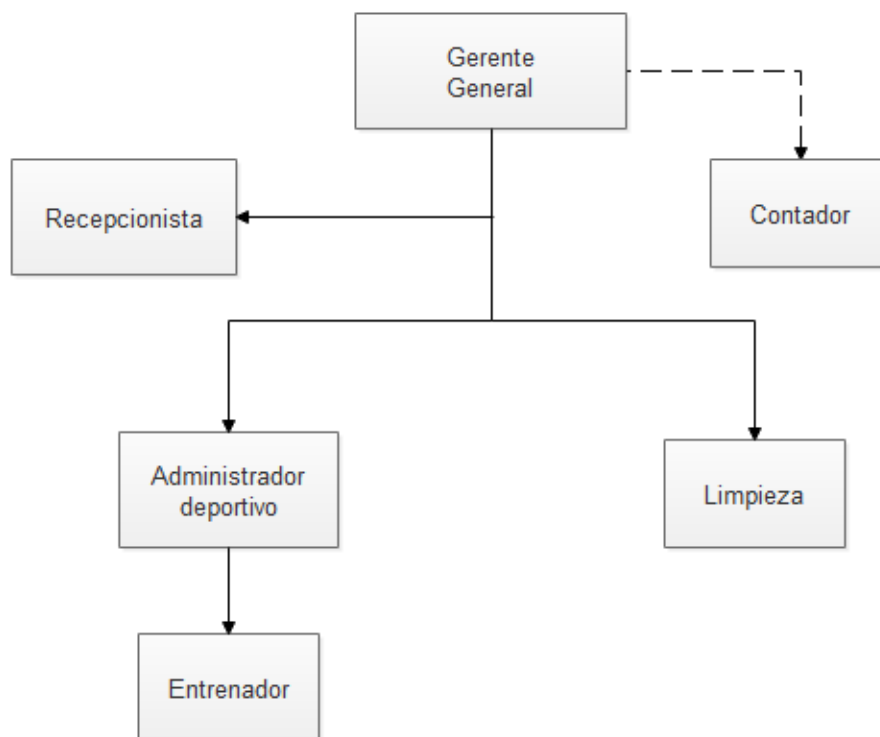 Gerente
General
Recepcionista
Contador
Administrador
deportivo
Limpieza
Entrenador